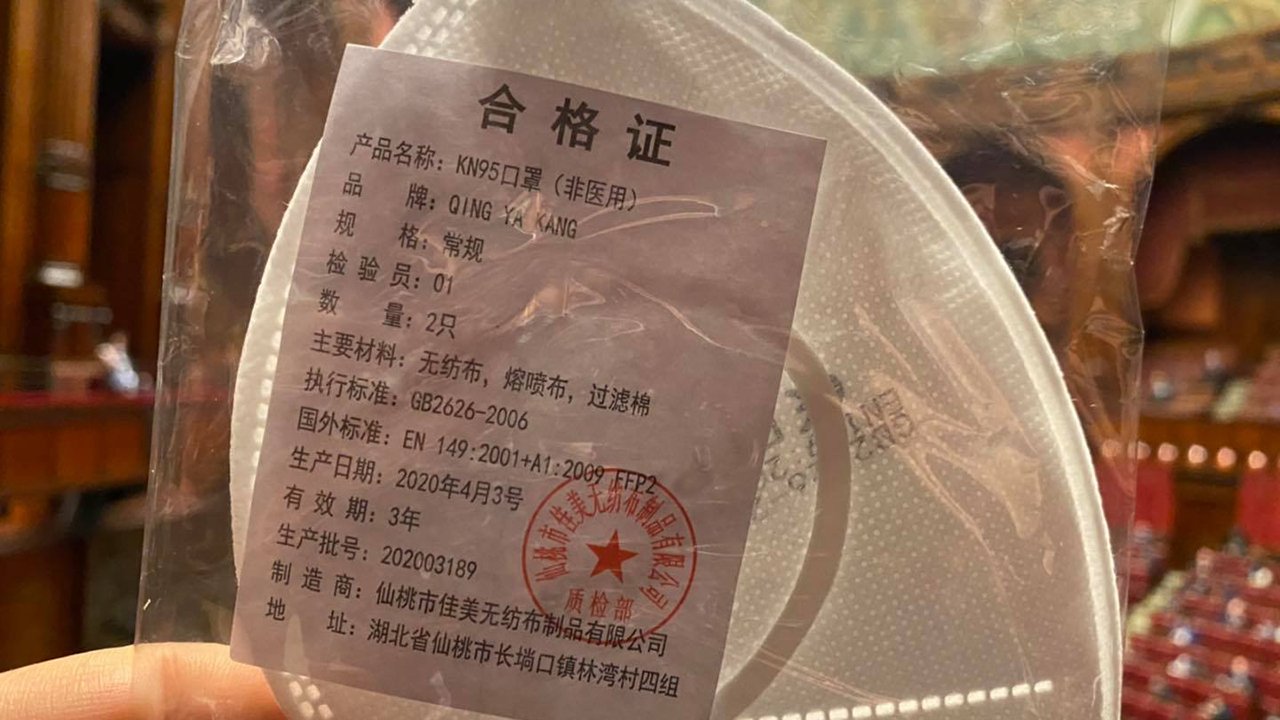 合格证
产品名称：KN95口罩（非医用）
品 牌：QING YA KANG
规 格：常规
检 验 员：01
数 量：2只
主要材料：无纺布，熔喷布，过滤棉
执行标准：GB2626-2006
国外标准：EN 149:2001+A1:2009 FFP2
生产日期：2020年4月3号
有 效 期：3年
生产批号：202003189
制 造 商：仙桃市佳美无纺布制品有限公司
地 址：湖北省仙桃市长埫口镇林湾村四组
仙桃市佳美无纺布制品有限公司
质检部